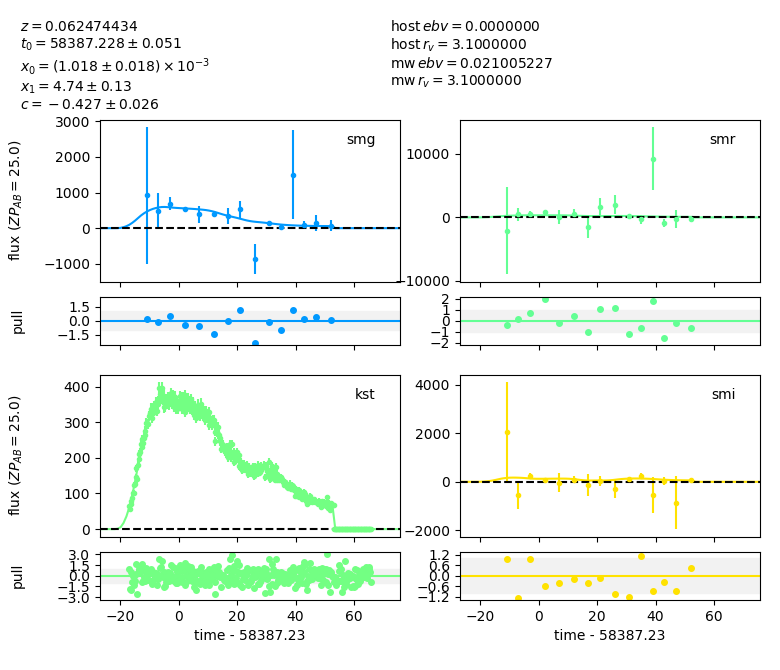 z = 0.062474434
t₀ = 58387.228 ± 0.051
x₀ = (1.018 ± 0.018) × 10⁻³
x₁ = 4.74 ± 0.13
c = −0.427 ± 0.026
host ebv = 0.0000000
host r_v = 3.1000000
mw ebv = 0.021005227
mw r_v = 3.1000000
flux (ZP_AB = 25.0)
3000
2000
1000
0
−1000
smg
10000
0
−10000
smr
pull
1.5
0.0
−1.5
2
1
0
−1
−2
flux (ZP_AB = 25.0)
400
300
200
100
0
kst
4000
2000
0
−2000
smi
pull
3.0
1.5
0.0
−1.5
−3.0
1.2
0.6
0.0
−0.6
−1.2
−20 0 20 40 60
−20 0 20 40 60
time - 58387.23
time - 58387.23